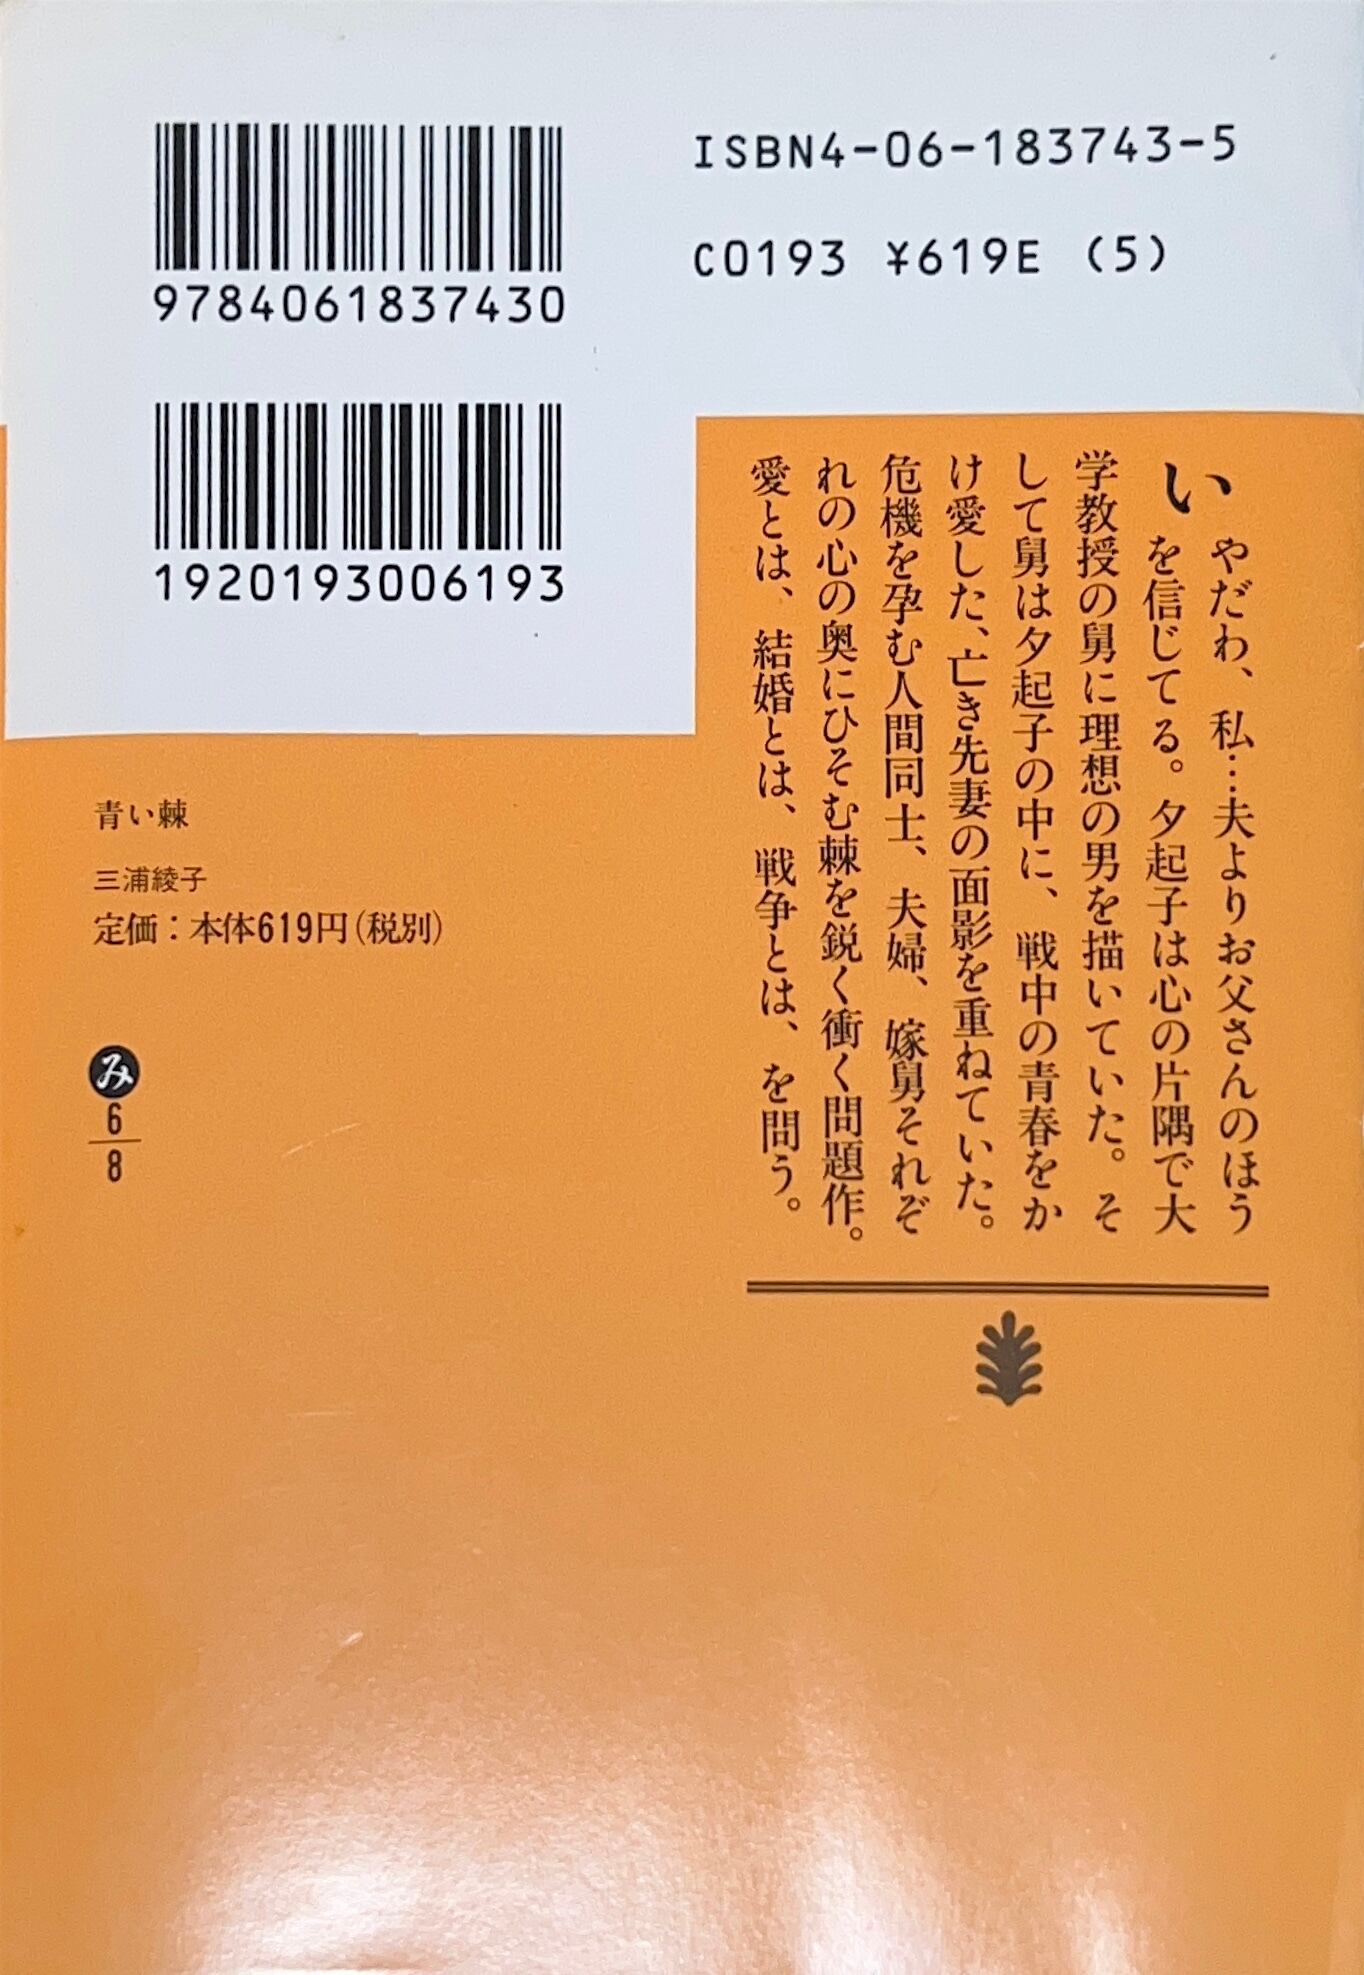 9784061837430
ISBN4-06-183743-5
C0193 ¥619E (5)
1920193006193
いやだわ、私…夫よりお父さんのほう
を信じてる。夕起子は心の片隅で大
学教授の舅に理想の男を描いていた。そ
して舅は夕起子の中に、戦中の青春をか
け愛した、亡き先妻の面影を重ねていた。
危機を孕む人間同士、夫婦、嫁舅それぞ
れの心の奥にひそむ棘を鋭く衝く問題作。
愛とは、結婚とは、戦争とは、を問う。
青い棘
三浦綾子
定価：本体619円（税別）
み
6
8